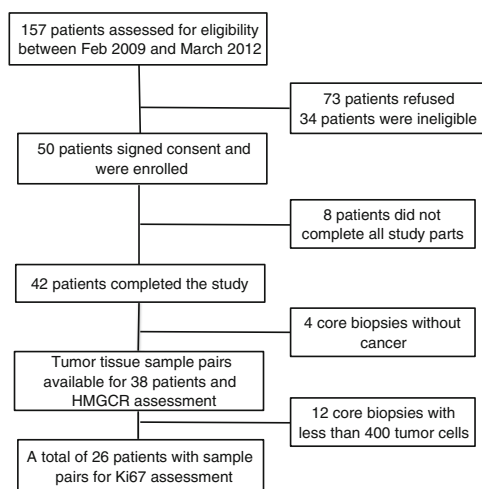 157 patients assessed for eligibility
between Feb 2009 and March 2012
73 patients refused
34 patients were ineligible
50 patients signed consent and
were enrolled
8 patients did not
complete all study parts
42 patients completed the study
4 core biopsies without
cancer
Tumor tissue sample pairs
available for 38 patients and
HMGCR assessment
12 core biopsies with
less than 400 tumor cells
A total of 26 patients with sample
pairs for Ki67 assessment